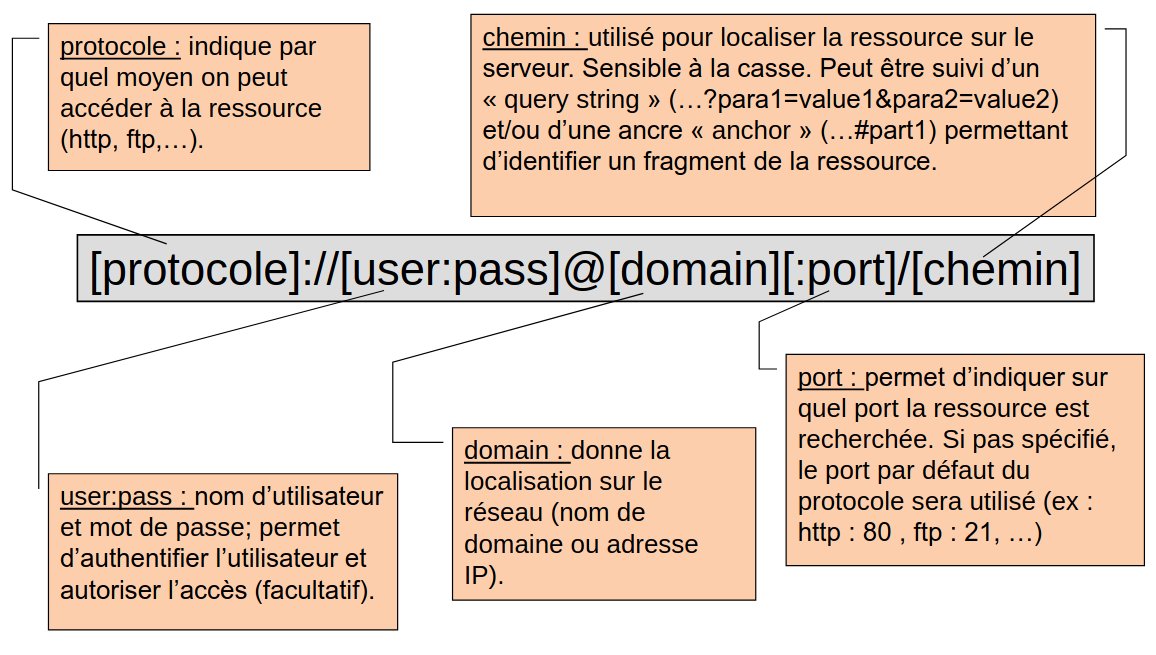 protocole : indique par
quel moyen on peut
accéder à la ressource
(http, ftp,…).
chemin : utilisé pour localiser la ressource sur le
serveur. Sensible à la casse. Peut être suivi d’un
« query string » (…?para1=value1&para2=value2)
et/ou d’une ancre « anchor » (…#part1) permettant
d’identifier un fragment de la ressource.
[protocole]://[user:pass]@[domain][:port]/[chemin]
user:pass : nom d’utilisateur
et mot de passe; permet
d’authentifier l’utilisateur et
autoriser l’accès (facultatif).
domain : donne la
localisation sur le
réseau (nom de
domaine ou adresse
IP).
port : permet d’indiquer sur
quel port la ressource est
recherchée. Si pas spécifié,
le port par défaut du
protocole sera utilisé (ex :
http : 80 , ftp : 21, …)